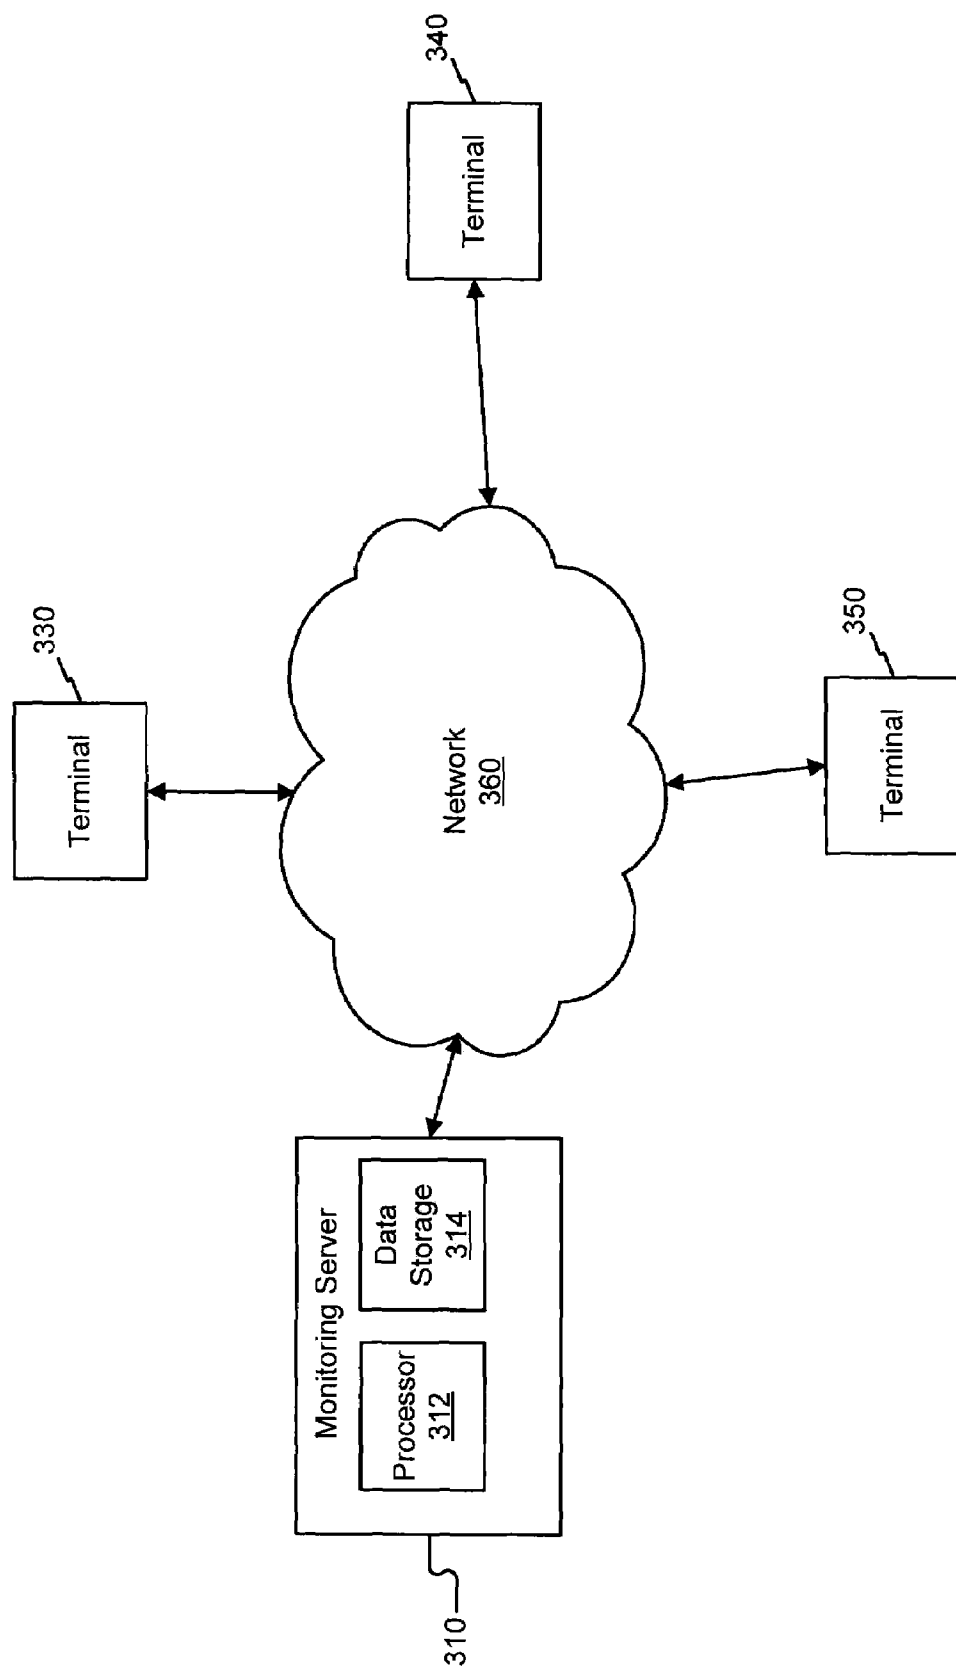 Terminal
330
Monitoring Server
Processor
312
Data
Storage
314
310
Network
360
Terminal
340
Terminal
350